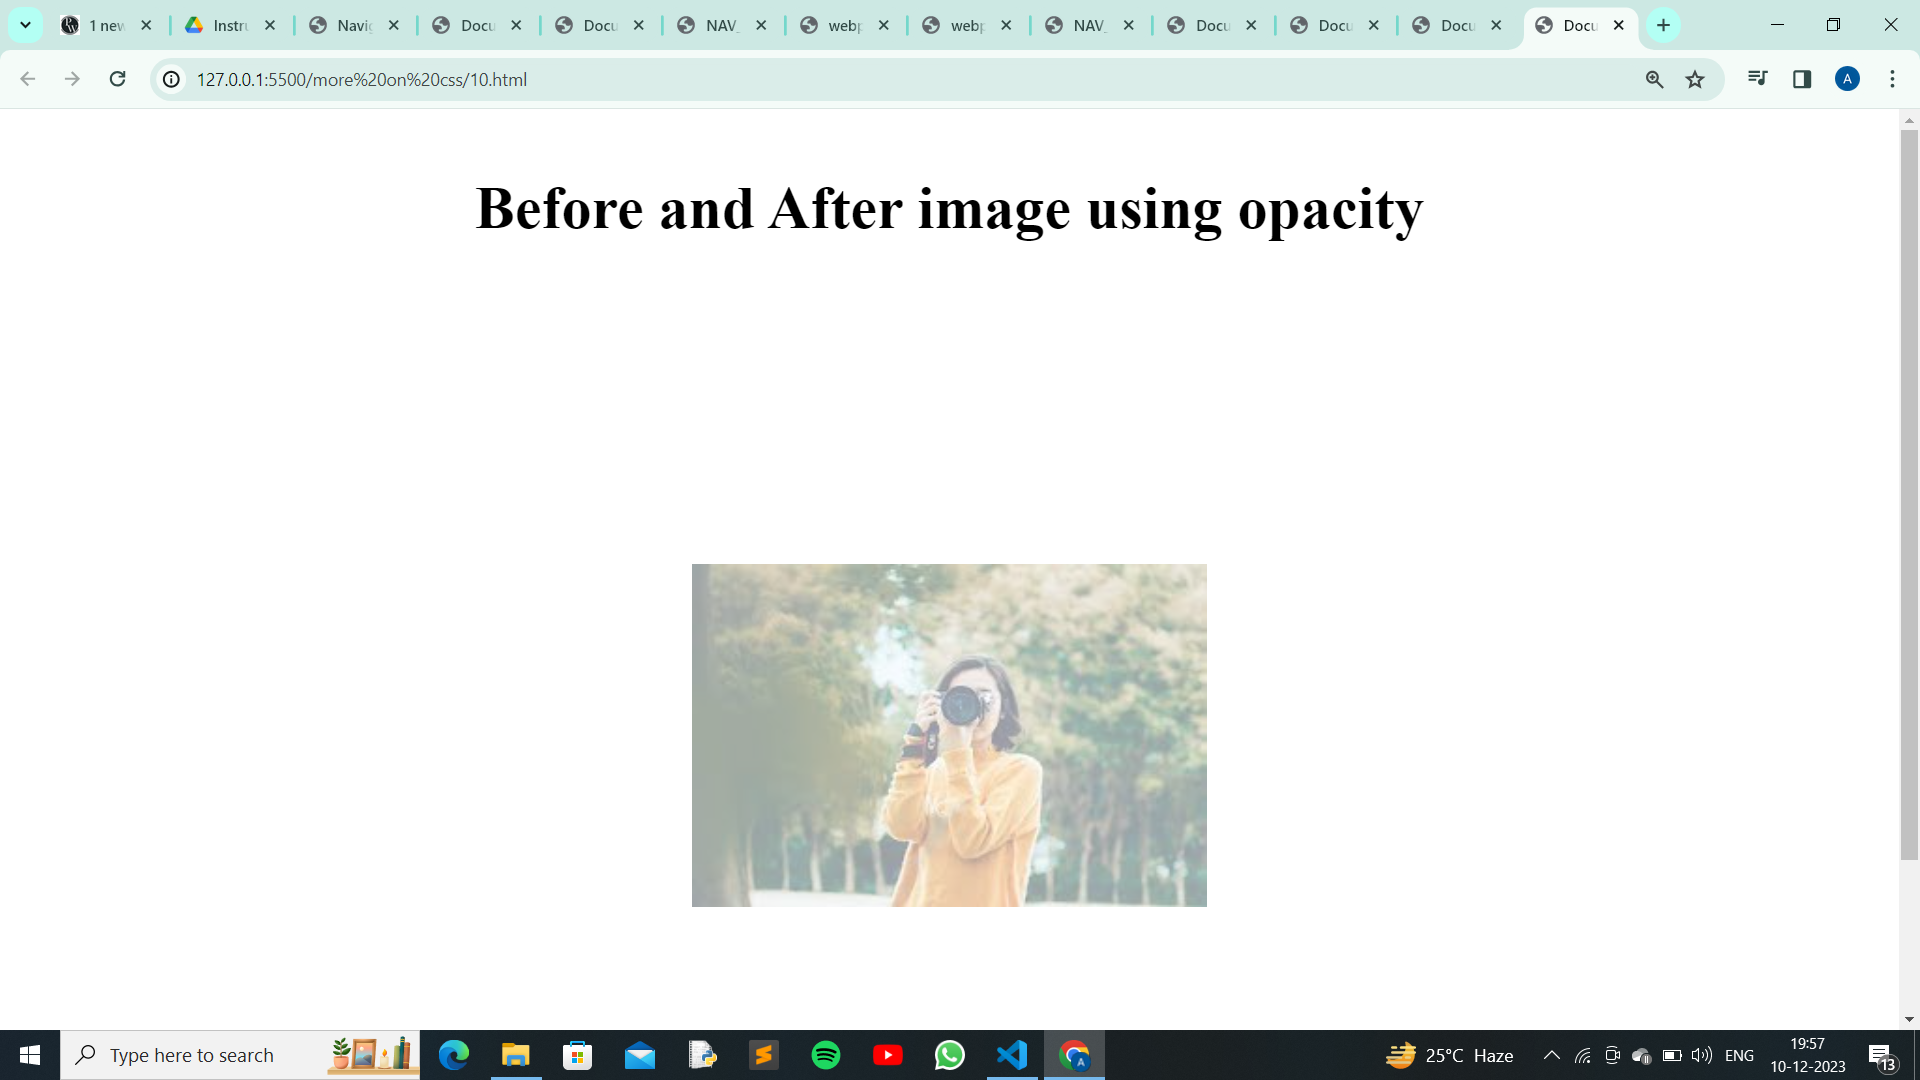 1 new
Instru
Navig
Docu
Docu
NAV_
webp
webp
NAV_
Docu
Docu
Docu
Docu
127.0.0.1:5500/more%20on%20css/10.html
A
Before and After image using opacity
Type here to search
25°C Haze
ENG
19:57
10-12-2023
13